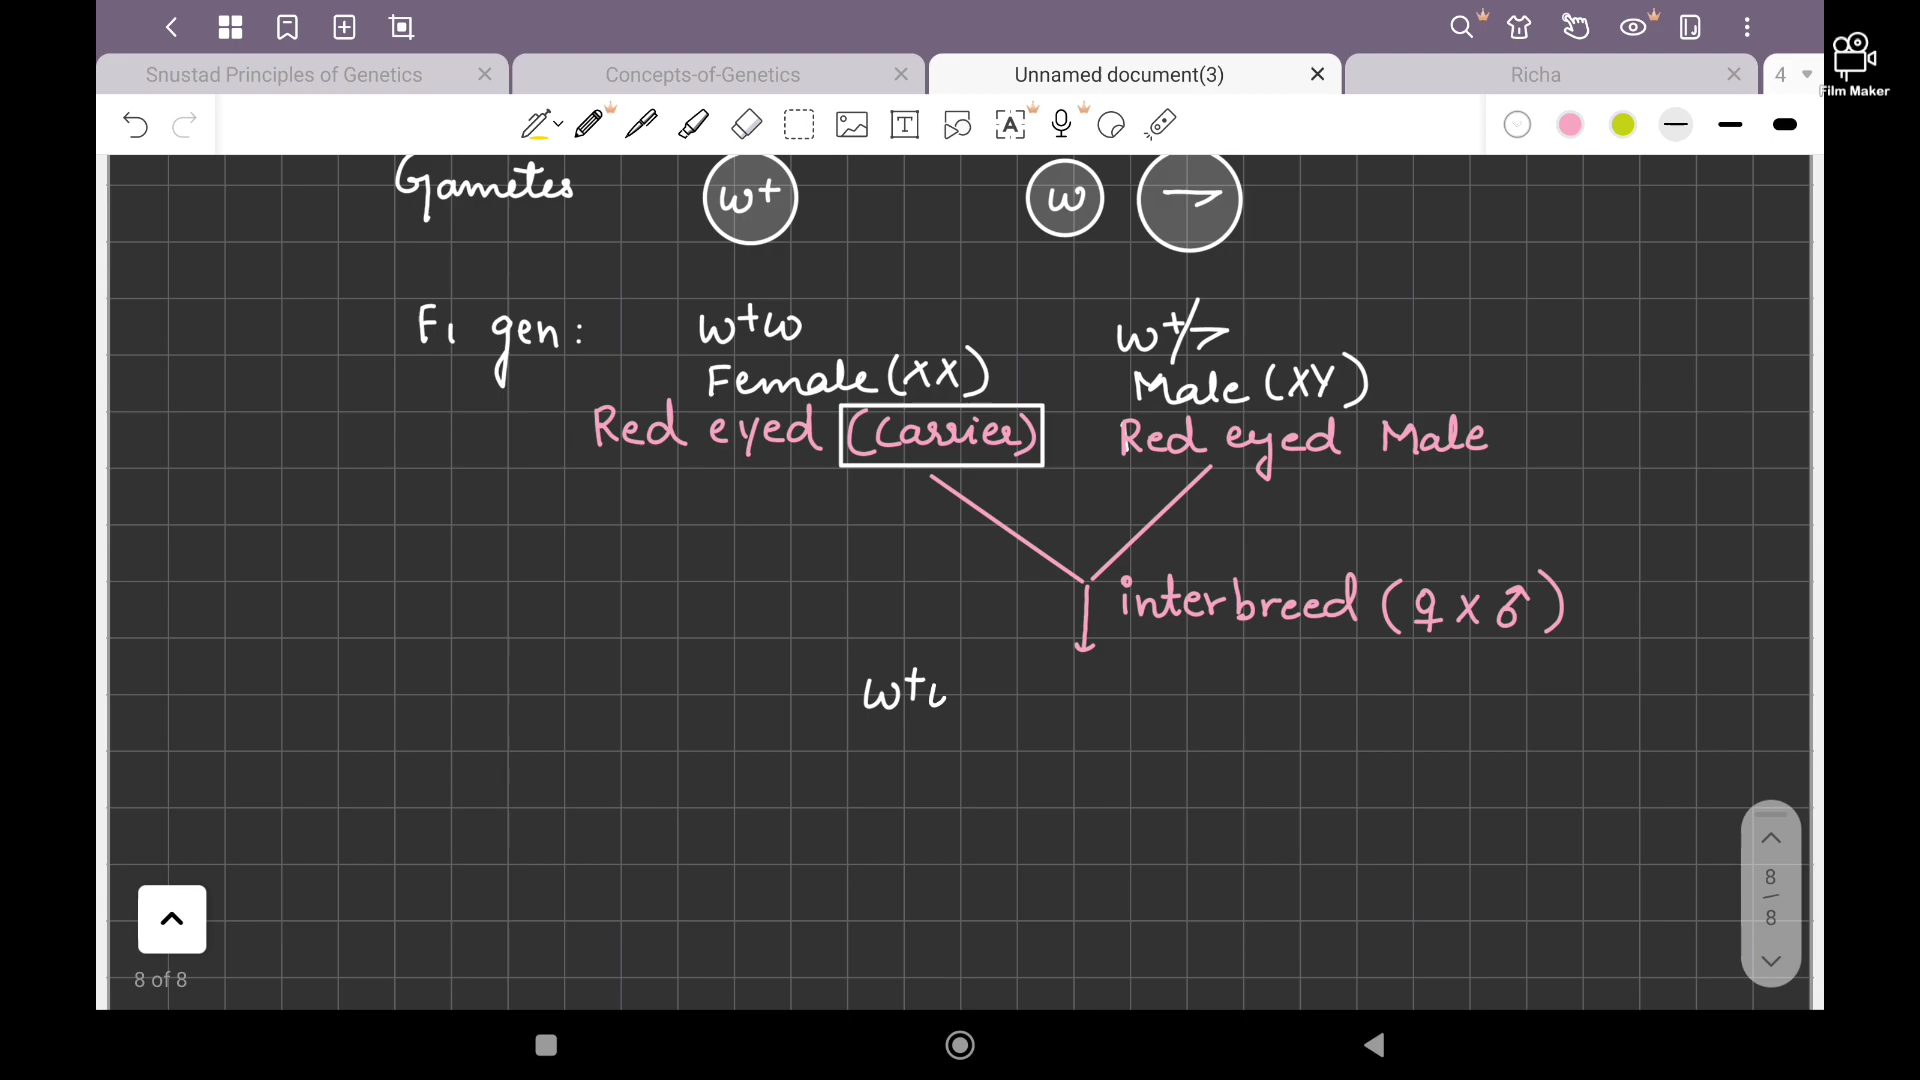 Snustad Principles of Genetics Concepts-of-Genetics Unnamed document(3) Richa 4
Film Maker
Gametes w+ w ⇁
F1 gen: w+w w+/⇁
Female (XX) Male (XY)
Red eyed (Carrier) Red eyed Male
interbreed (♀ x ♂)
w+
8
8
8 of 8